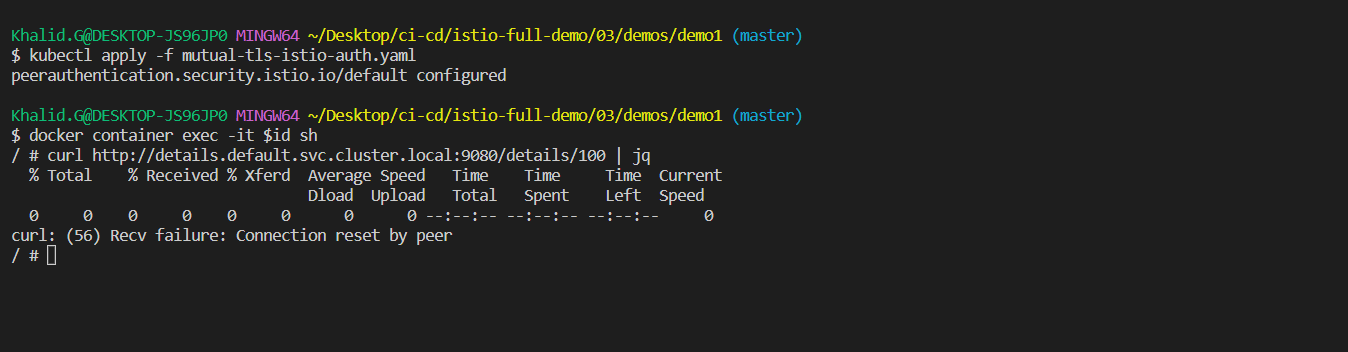 Khalid.G@DESKTOP-JS96JP0 MINGW64 ~/Desktop/ci-cd/istio-full-demo/03/demos/demo1 (master)
$ kubectl apply -f mutual-tls-istio-auth.yaml
peerauthentication.security.istio.io/default configured
Khalid.G@DESKTOP-JS96JP0 MINGW64 ~/Desktop/ci-cd/istio-full-demo/03/demos/demo1 (master)
$ docker container exec -it $id sh
/ # curl http://details.default.svc.cluster.local:9080/details/100 | jq
  % Total    % Received % Xferd  Average Speed   Time    Time     Time  Current
                                 Dload  Upload   Total   Spent    Left  Speed
  0     0    0     0    0     0      0      0 --:--:-- --:--:-- --:--:--     0
curl: (56) Recv failure: Connection reset by peer
/ #